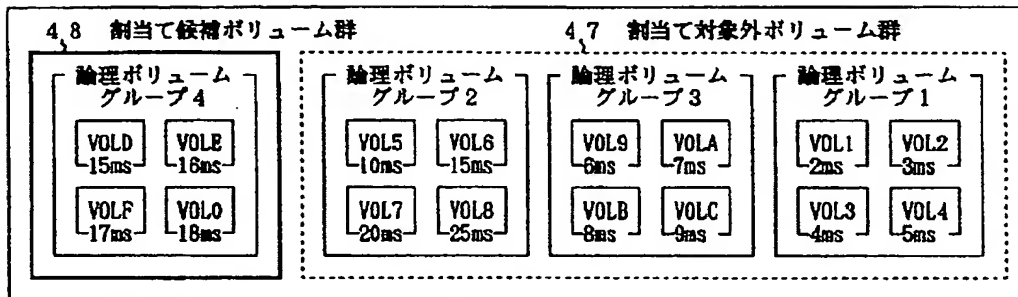 48 割当て候補ボリューム群
47 割当て対象外ボリューム群
論理ボリューム
グループ4
VOLD
15ms
VOLE
16ms
VOLF
17ms
VOL0
18ms
論理ボリューム
グループ2
VOL5
10ms
VOL6
15ms
VOL7
20ms
VOL8
25ms
論理ボリューム
グループ3
VOL9
6ms
VOLA
7ms
VOLB
8ms
VOLC
9ms
論理ボリューム
グループ1
VOL1
2ms
VOL2
3ms
VOL3
4ms
VOL4
5ms